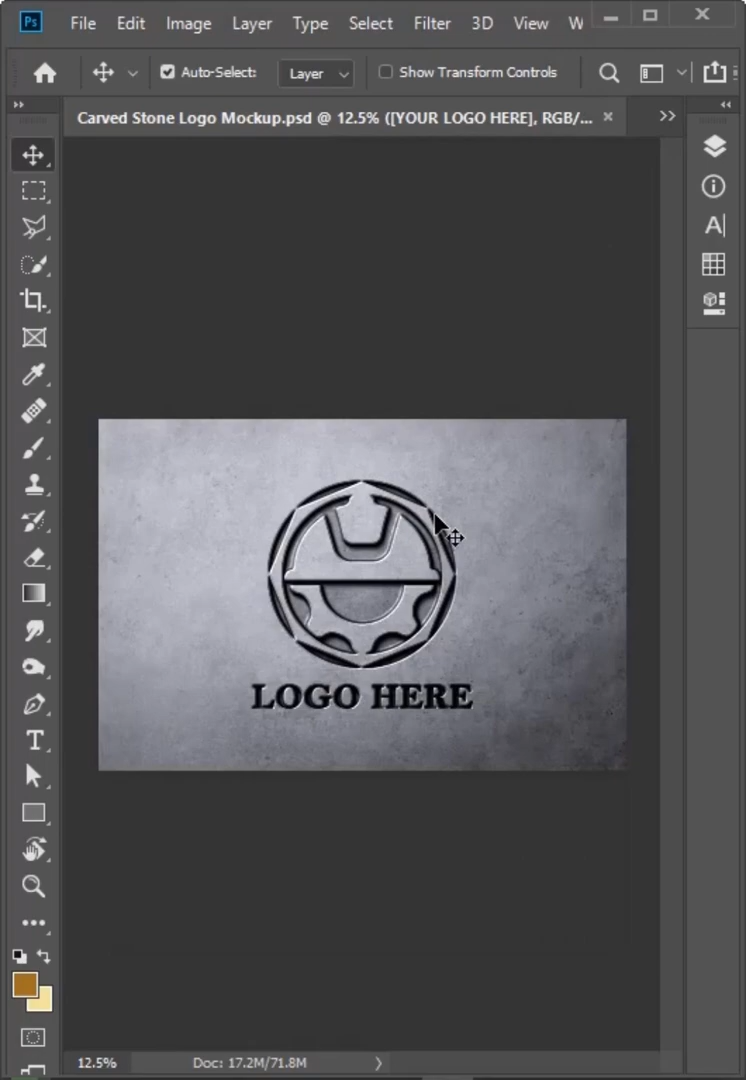 Ps File Edit Image Layer Type Select Filter 3D View W
Auto-Select: Layer Show Transform Controls
Carved Stone Logo Mockup.psd @ 12.5% ([YOUR LOGO HERE], RGB/... ×
LOGO HERE
12.5% Doc: 17.2M/71.8M